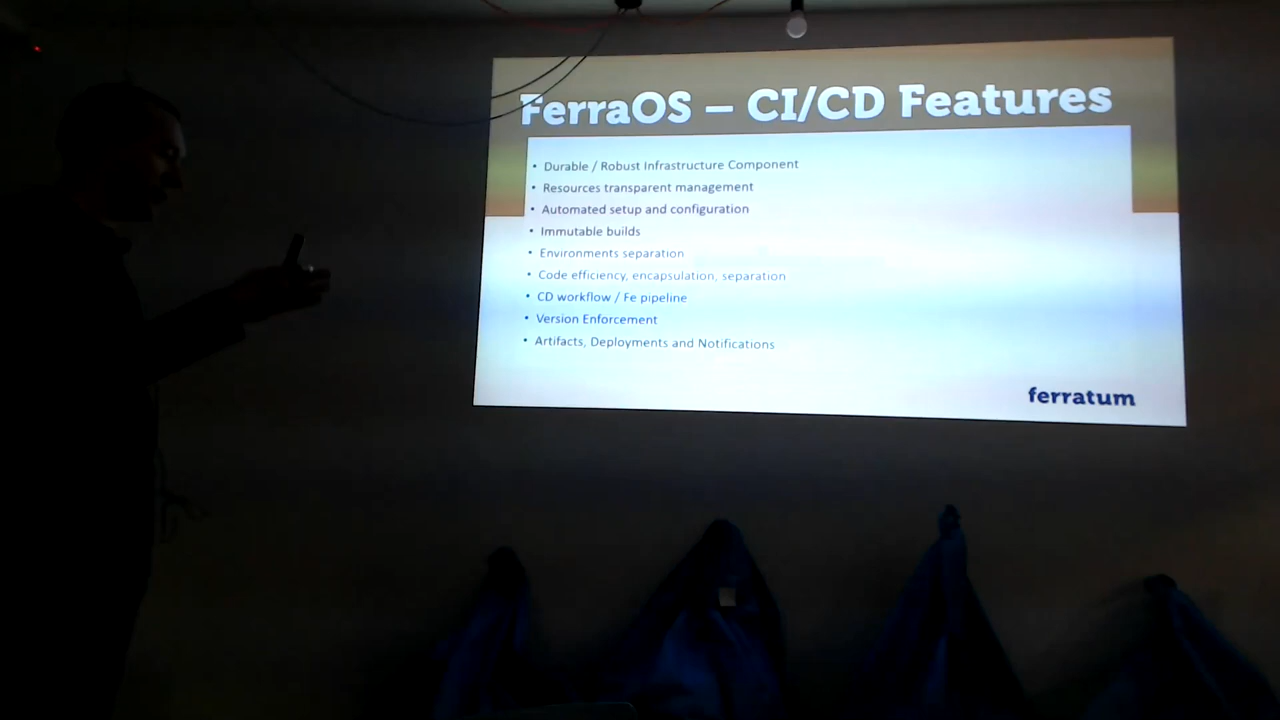 FerraOS – CI/CD Features
• Durable / Robust Infrastructure Component
• Resources transparent management
• Automated setup and configuration
• Immutable builds
• Environments separation
• Code efficiency, encapsulation, separation
• CD workflow / Fe pipeline
• Version Enforcement
• Artifacts, Deployments and Notifications
ferratum